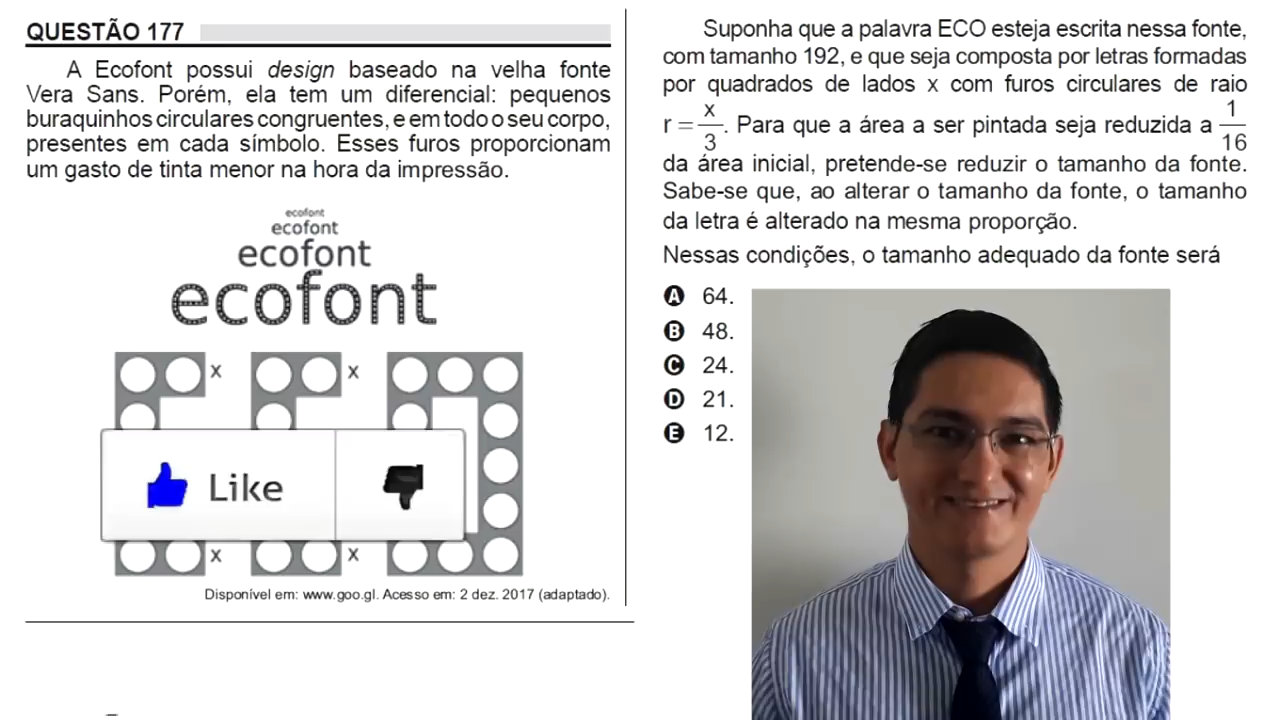 QUESTÃO 177
A Ecofont possui design baseado na velha fonte
Vera Sans. Porém, ela tem um diferencial: pequenos
buraquinhos circulares congruentes, e em todo o seu corpo,
presentes em cada símbolo. Esses furos proporcionam
um gasto de tinta menor na hora da impressão.
ecofont
ecofont
ecofont
ecofont
x x
Like
x x
Disponível em: www.goo.gl. Acesso em: 2 dez. 2017 (adaptado).
Suponha que a palavra ECO esteja escrita nessa fonte,
com tamanho 192, e que seja composta por letras formadas
por quadrados de lados x com furos circulares de raio
r = x/3. Para que a área a ser pintada seja reduzida a 1/16
da área inicial, pretende-se reduzir o tamanho da fonte.
Sabe-se que, ao alterar o tamanho da fonte, o tamanho
da letra é alterado na mesma proporção.
Nessas condições, o tamanho adequado da fonte será
A 64.
B 48.
C 24.
D 21.
E 12.